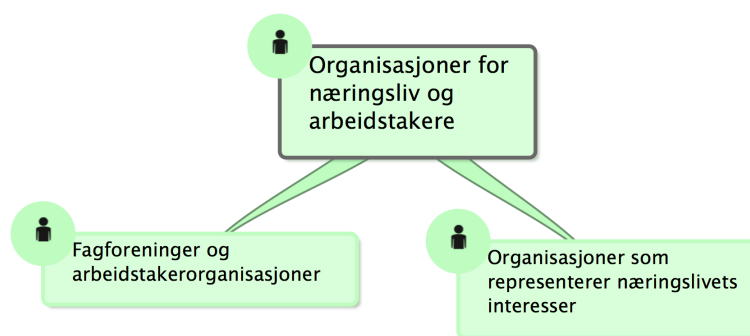 Organisasjoner for
næringsliv og
arbeidstakere
Fagforeninger og
arbeidstakerorganisasjoner
Organisasjoner som
representerer næringslivets
interesser